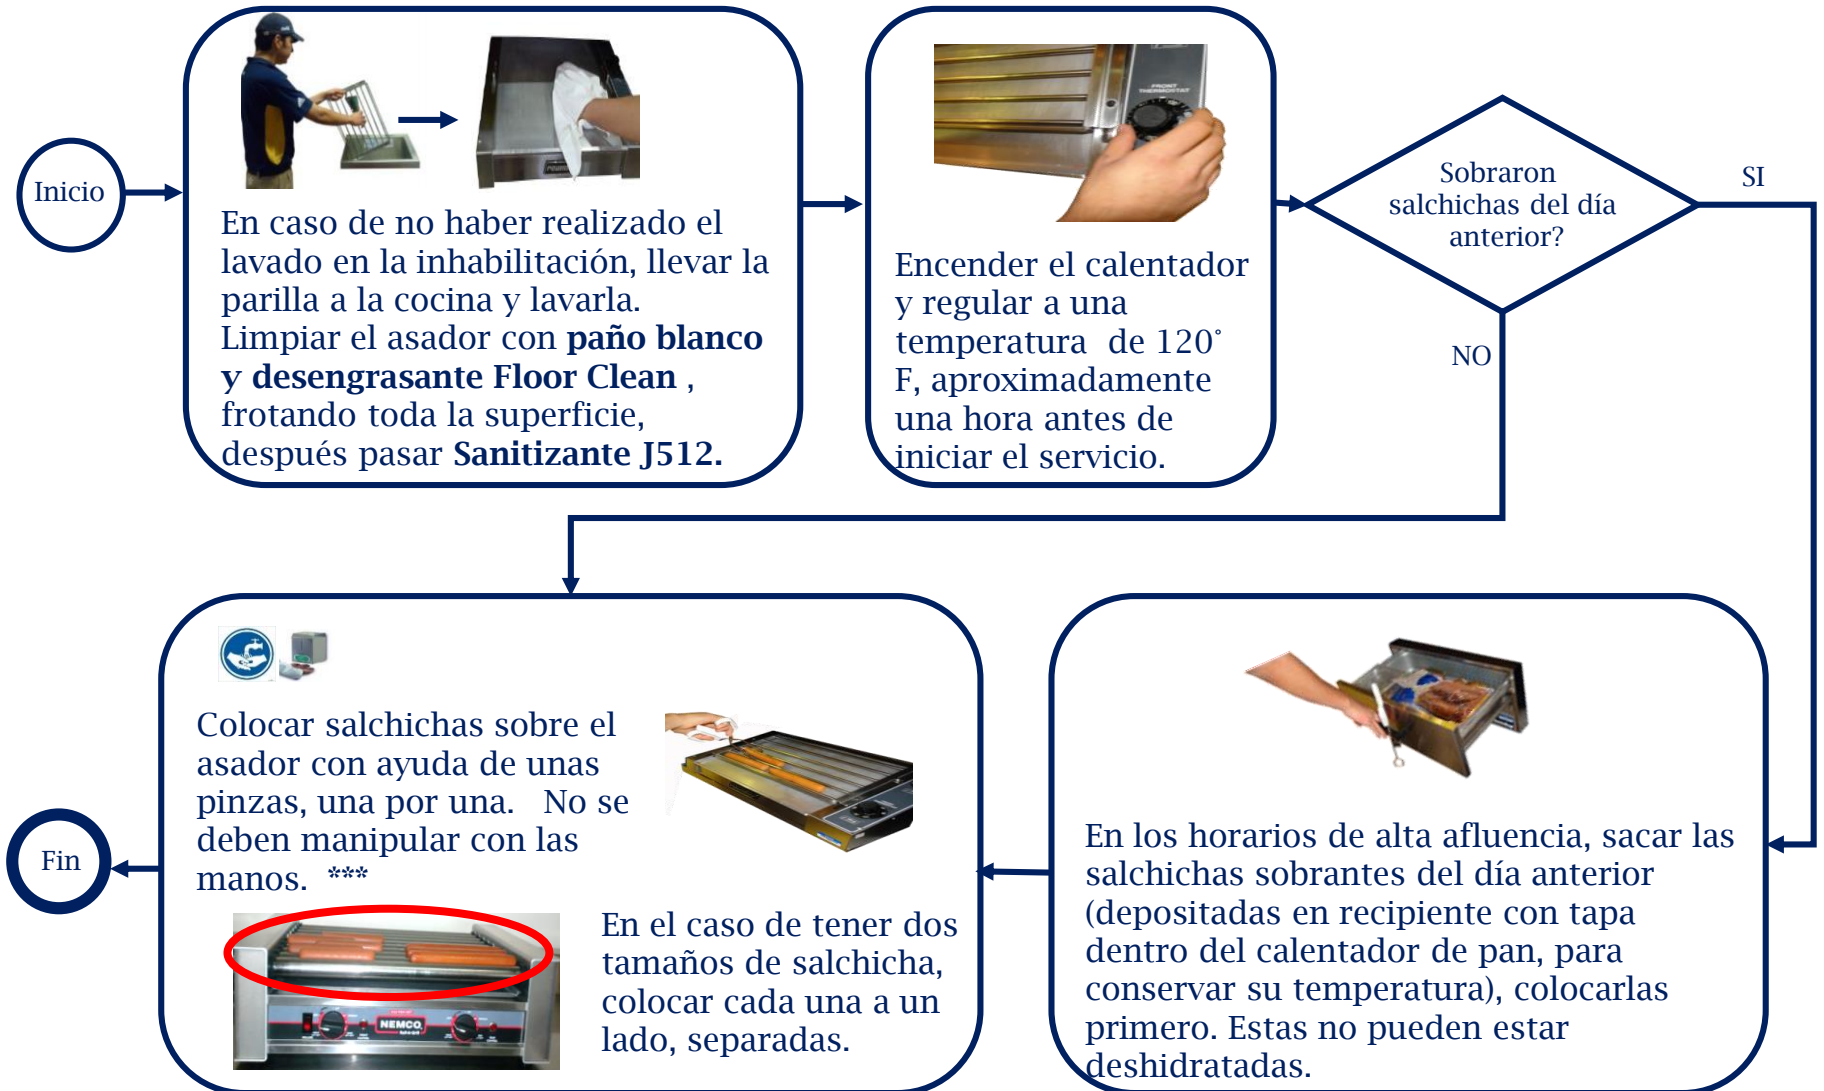 Inicio
En caso de no haber realizado el
lavado en la inhabilitación, llevar la
parilla a la cocina y lavarla.
Limpiar el asador con paño blanco
y desengrasante Floor Clean ,
frotando toda la superficie,
después pasar Sanitizante J512.
FRONT
THERMOSTAT
Encender el calentador
y regular a una
temperatura de 120°
F, aproximadamente
una hora antes de
iniciar el servicio.
Sobraron
salchichas del día
anterior?
SI
NO
Colocar salchichas sobre el
asador con ayuda de unas
pinzas, una por una. No se
deben manipular con las
manos. ***
NEMCO
En el caso de tener dos
tamaños de salchicha,
colocar cada una a un
lado, separadas.
En los horarios de alta afluencia, sacar las
salchichas sobrantes del día anterior
(depositadas en recipiente con tapa
dentro del calentador de pan, para
conservar su temperatura), colocarlas
primero. Estas no pueden estar
deshidratadas.
Fin